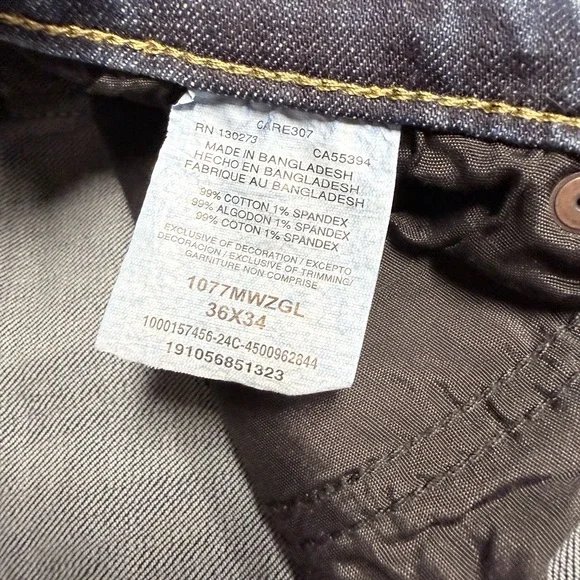 CARE307
RN 130273 CA55394
MADE IN BANGLADESH
HECHO EN BANGLADESH
FABRIQUE AU BANGLADESH
99% COTTON 1% SPANDEX
99% ALGODON 1% SPANDEX
99% COTON 1% SPANDEX
EXCLUSIVE OF DECORATION / EXCEPTO
DECORACION / EXCLUSIVE OF TRIMMING/
GARNITURE NON COMPRISE
1077MWZGL
36X34
1000157456-24C-4500962844
191056851323